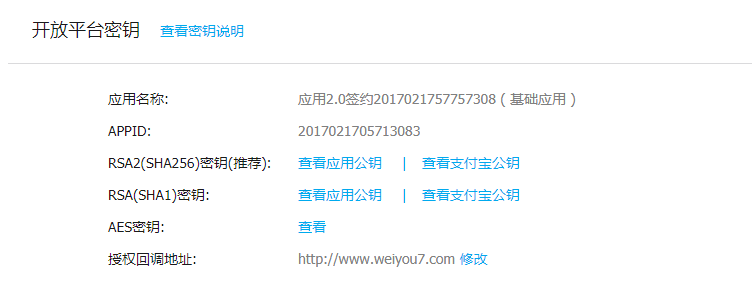 开放平台密钥 查看密钥说明
应用名称: 应用2.0签约2017021757757308 ( 基础应用 )
APPID: 2017021705713083
RSA2(SHA256)密钥(推荐): 查看应用公钥 | 查看支付宝公钥
RSA(SHA1)密钥: 查看应用公钥 | 查看支付宝公钥
AES密钥: 查看
授权回调地址: http://www.weiyou7.com 修改